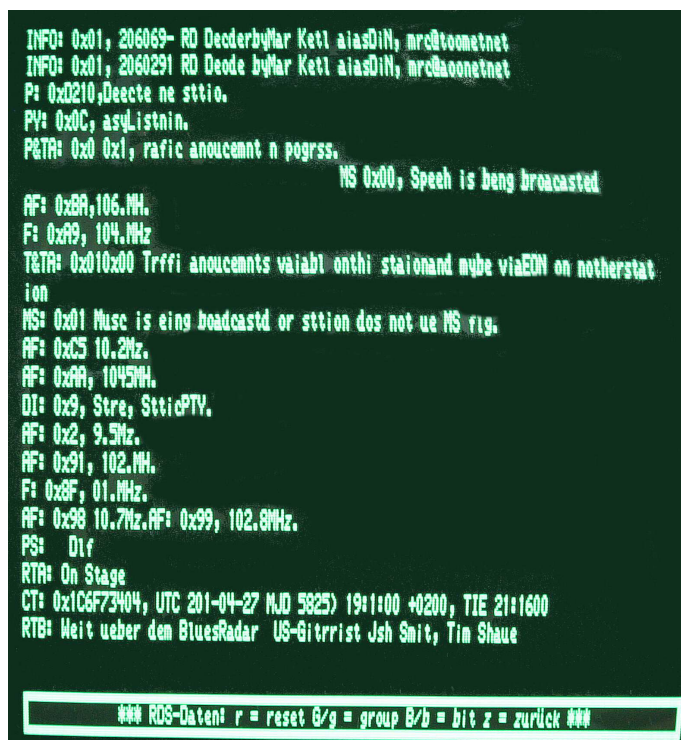 INFO: 0x01, 206069- RD DecderbyMar Ketl aiasDiN, mrc@toometnet
INFO: 0x01, 2060291 RD Deode byMar Ketl aiasDiN, mrc@aoonetnet
P: 0xD210,Deecte ne sttio.
PY: 0x0C, asyListnin.
P&TA: 0x0 0x1, rafic anoucemnt n pogrss.
MS 0x00, Speeh is beng broacasted
AF: 0xBA,106.MH.
F: 0xA9, 104.MHz
T&TA: 0x010x00 Trffi anoucemnts vaiabl onthi staionand mybe viaEON on notherstat
ion
MS: 0x01 Musc is eing boadcastd or sttion dos not ue MS flg.
AF: 0xC5 10.2Mz.
AF: 0xAA, 1045MH.
DI: 0x9, Stre, StticPTY.
AF: 0x2, 9.5Mz.
AF: 0x91, 102.MH.
F: 0x8F, 01.MHz.
AF: 0x98 10.7Mz.AF: 0x99, 102.8MHz.
PS: Dlf
RTA: On Stage
CT: 0x1C6F73404, UTC 201-04-27 MJD 5825) 19:1:00 +0200, TIE 21:1600
RTB: Weit ueber dem BluesRadar US-Gitrrist Jsh Smit, Tim Shaue
*** RDS-Daten: r = reset G/g = group B/b = bit z = zurück ***